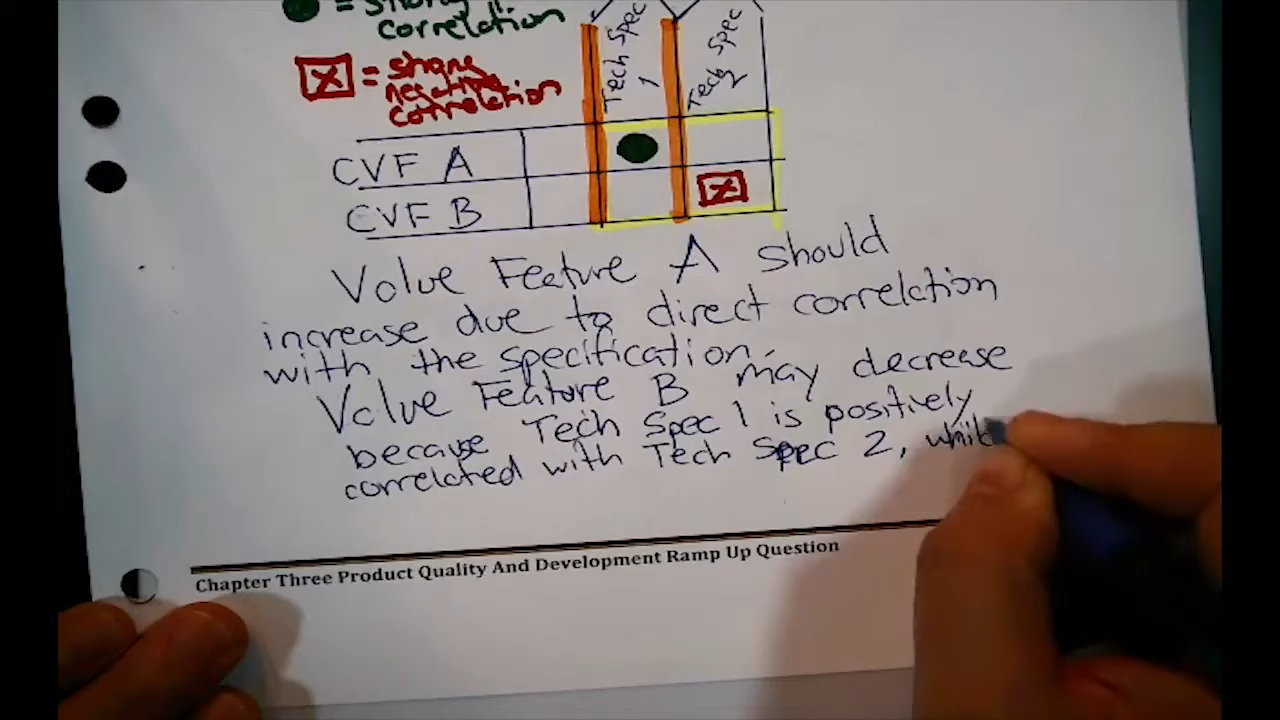 = strong
correlation
Tech Spec 1
Tech Spec 2
= strong
negative
correlation
CVF A
CVF B
Value Feature A should
increase due to direct correlation
with the specification.
Value Feature B may decrease
because Tech Spec 1 is positively
correlated with Tech Spec 2, whil
Chapter Three Product Quality And Development Ramp Up Question